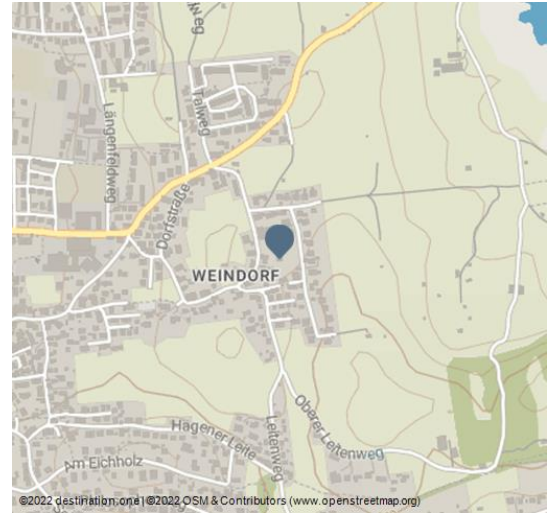 weg
Talweg
Längenfeldweg
Dorfstraße
WEINDORF
Oberer Leitenweg
Leitenweg
Hagener Leite
Am Eichholz
©2022 destination.one | ©2022 OSM & Contributors (www.openstreetmap.org)